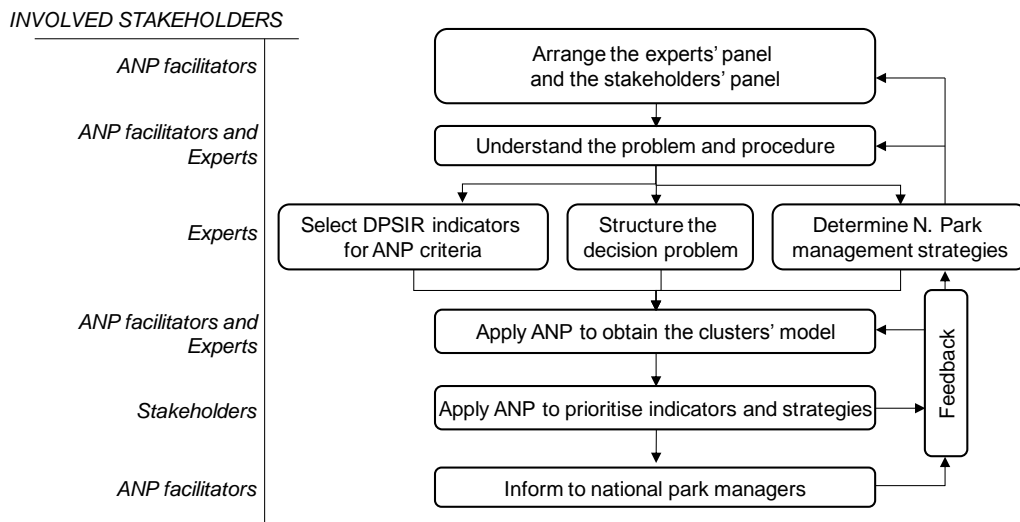 INVOLVED STAKEHOLDERS
ANP facilitators
Arrange the experts' panel
and the stakeholders' panel
ANP facilitators and
Experts
Understand the problem and procedure
Experts
Select DPSIR indicators
for ANP criteria
Structure the
decision problem
Determine N. Park
management strategies
ANP facilitators and
Experts
Apply ANP to obtain the clusters' model
Feedback
Stakeholders
Apply ANP to prioritise indicators and strategies
ANP facilitators
Inform to national park managers